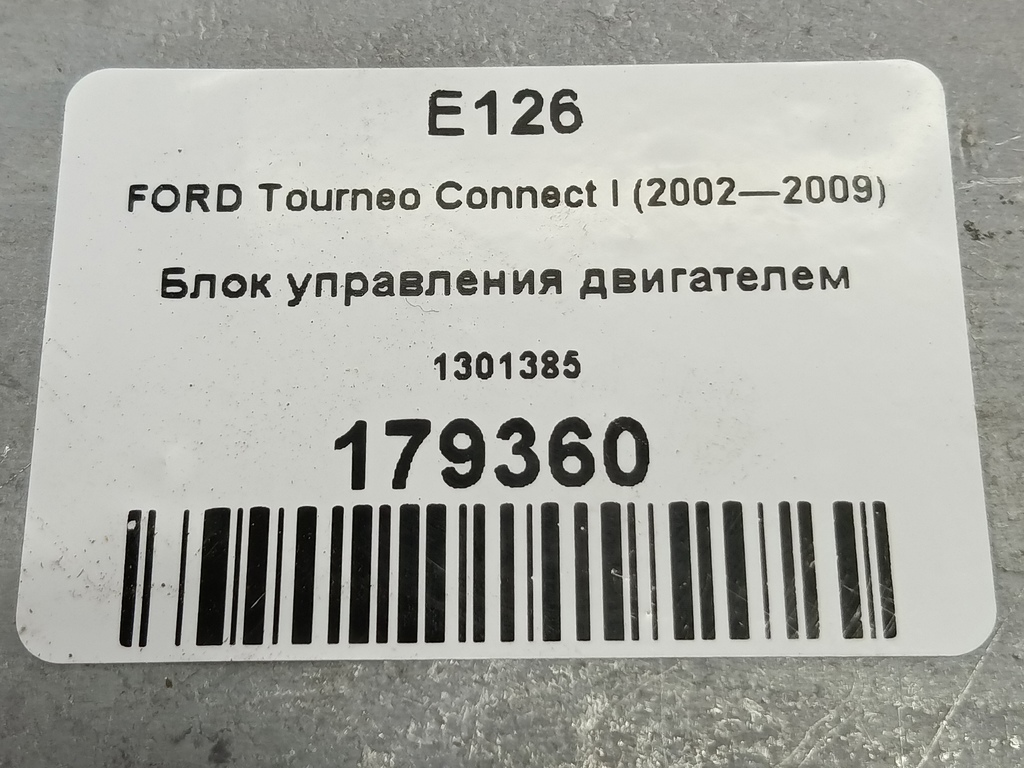 E126
FORD Tourneo Connect I (2002—2009)
Блок управления двигателем
1301385
179360